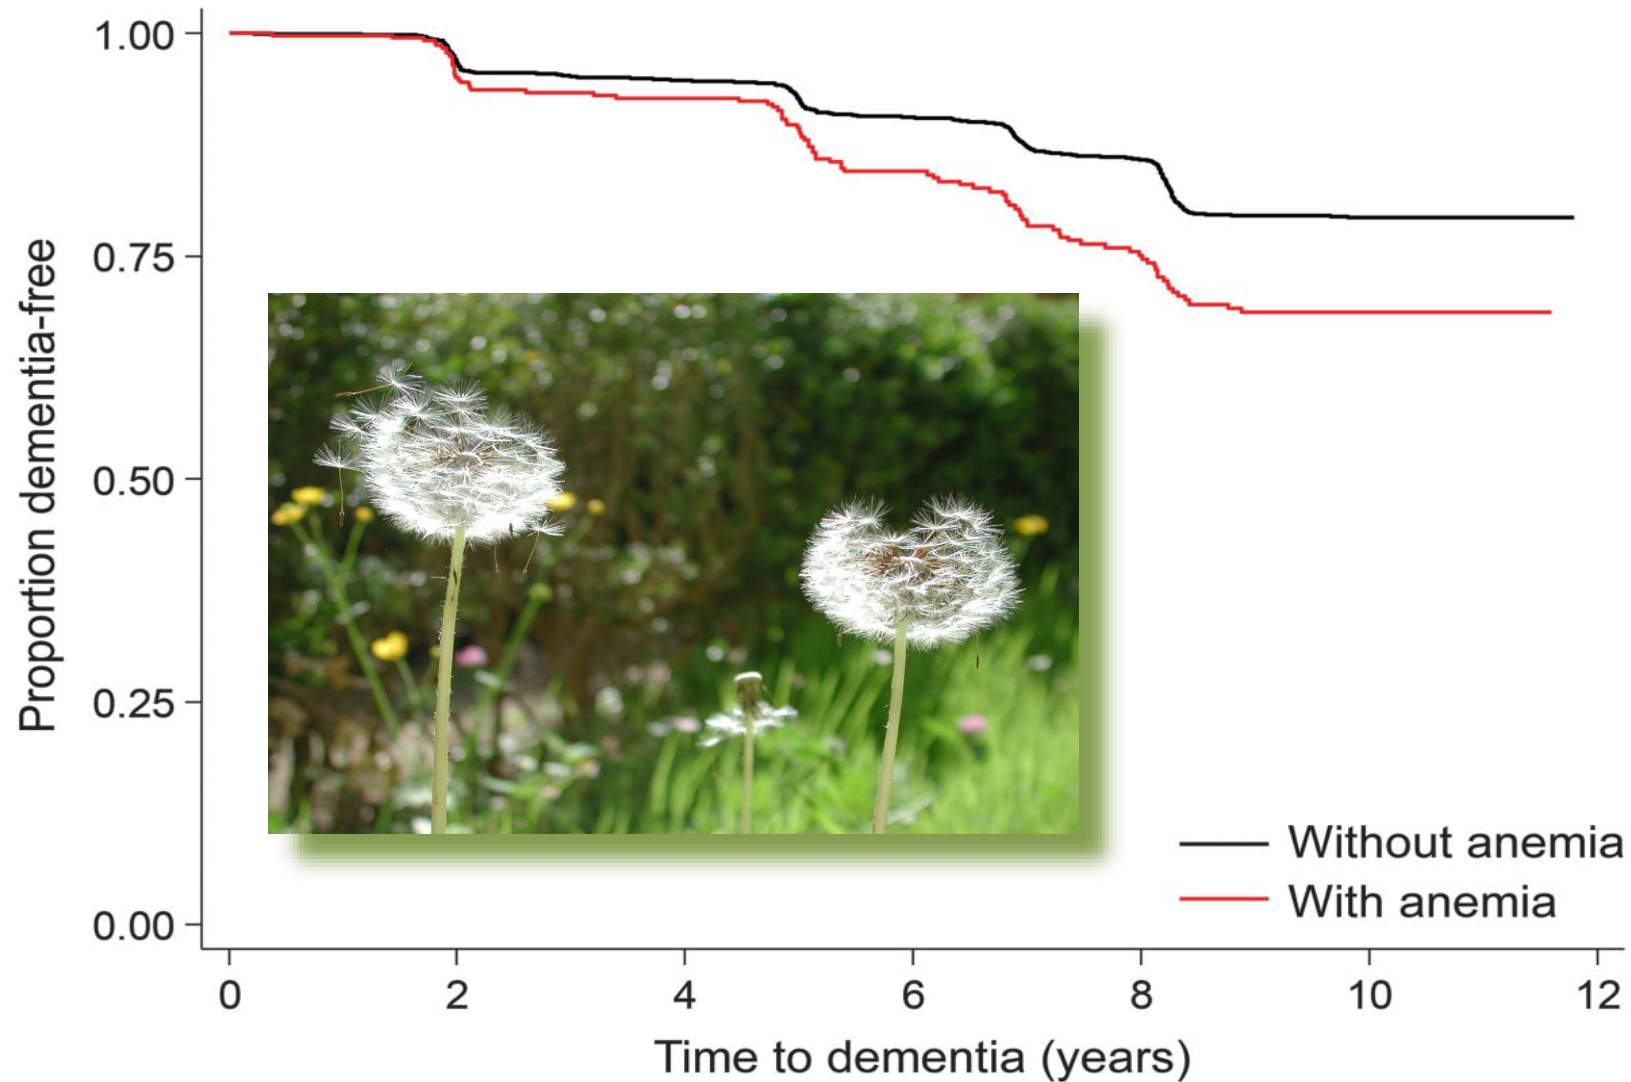 1.00
0.75
0.50
0.25
0.00
Proportion dementia-free
0 2 4 6 8 10 12
Time to dementia (years)
Without anemia
With anemia